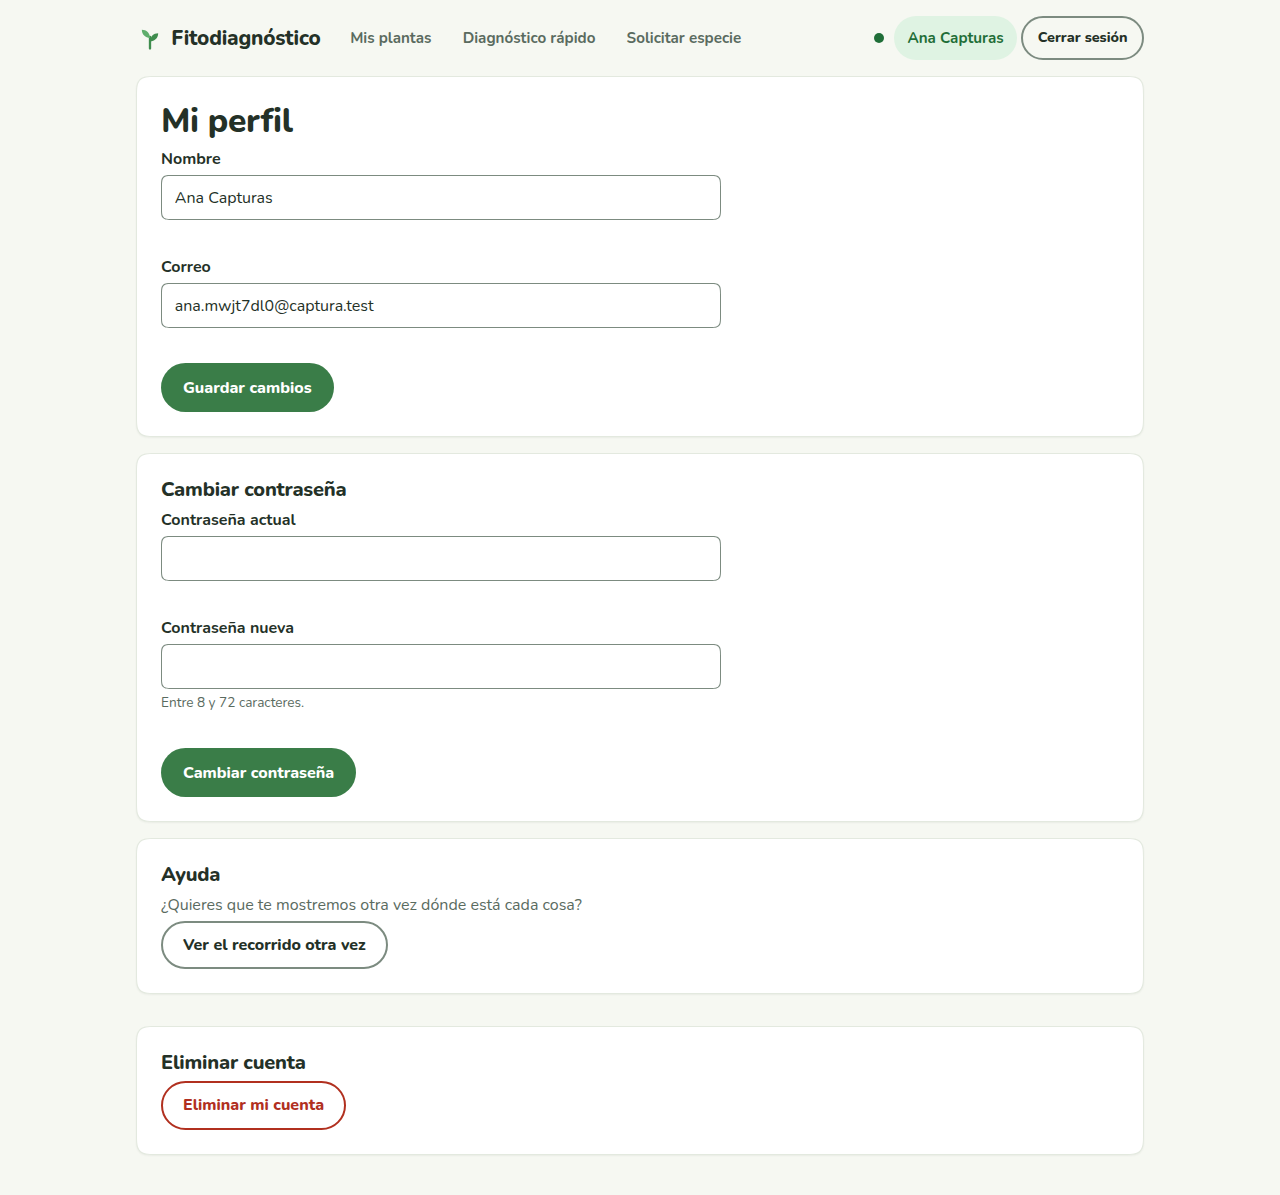 Fitodiagnóstico
Mis plantas
Diagnóstico rápido
Solicitar especie
Ana Capturas
Cerrar sesión
Mi perfil
Nombre
Ana Capturas
Correo
ana.mwjt7dl0@captura.test
Guardar cambios
Cambiar contraseña
Contraseña actual
Contraseña nueva
Entre 8 y 72 caracteres.
Cambiar contraseña
Ayuda
¿Quieres que te mostremos otra vez dónde está cada cosa?
Ver el recorrido otra vez
Eliminar cuenta
Eliminar mi cuenta